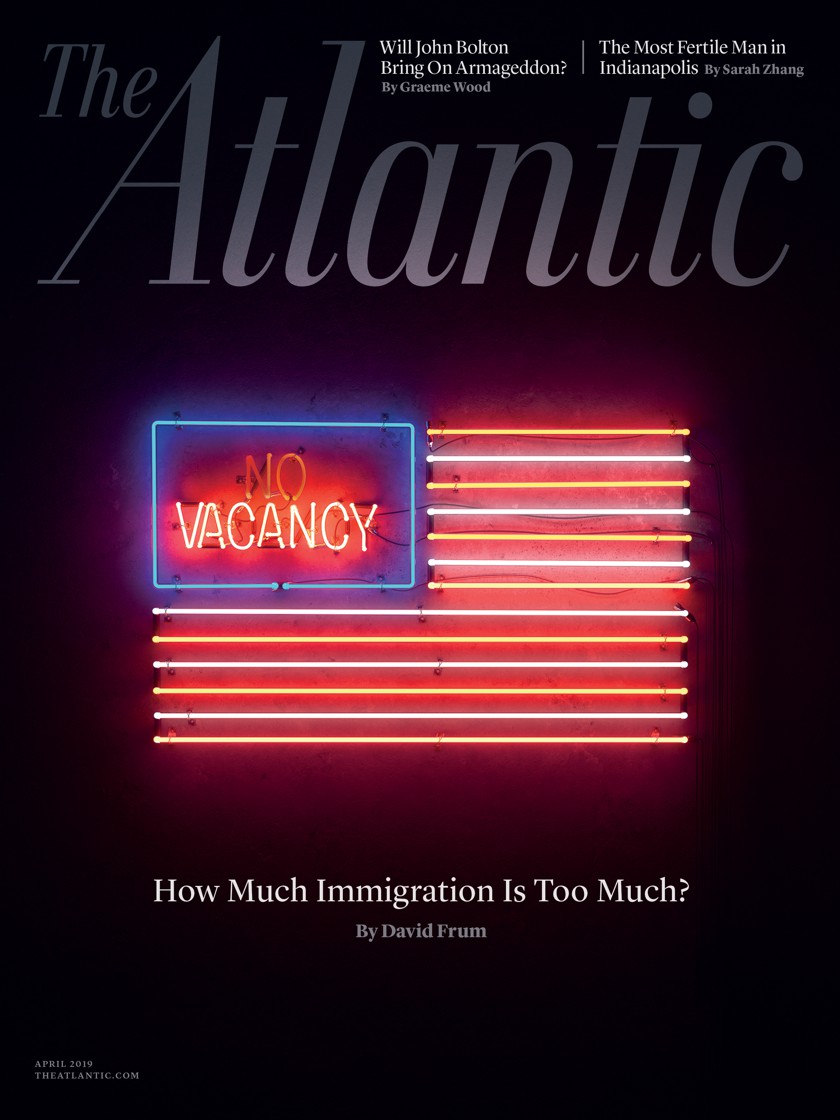 The Atlantic
Will John Bolton
Bring On Armageddon?
By Graeme Wood
The Most Fertile Man in
Indianapolis By Sarah Zhang
NO
VACANCY
How Much Immigration Is Too Much?
By David Frum
APRIL 2019
THEATLANTIC.COM